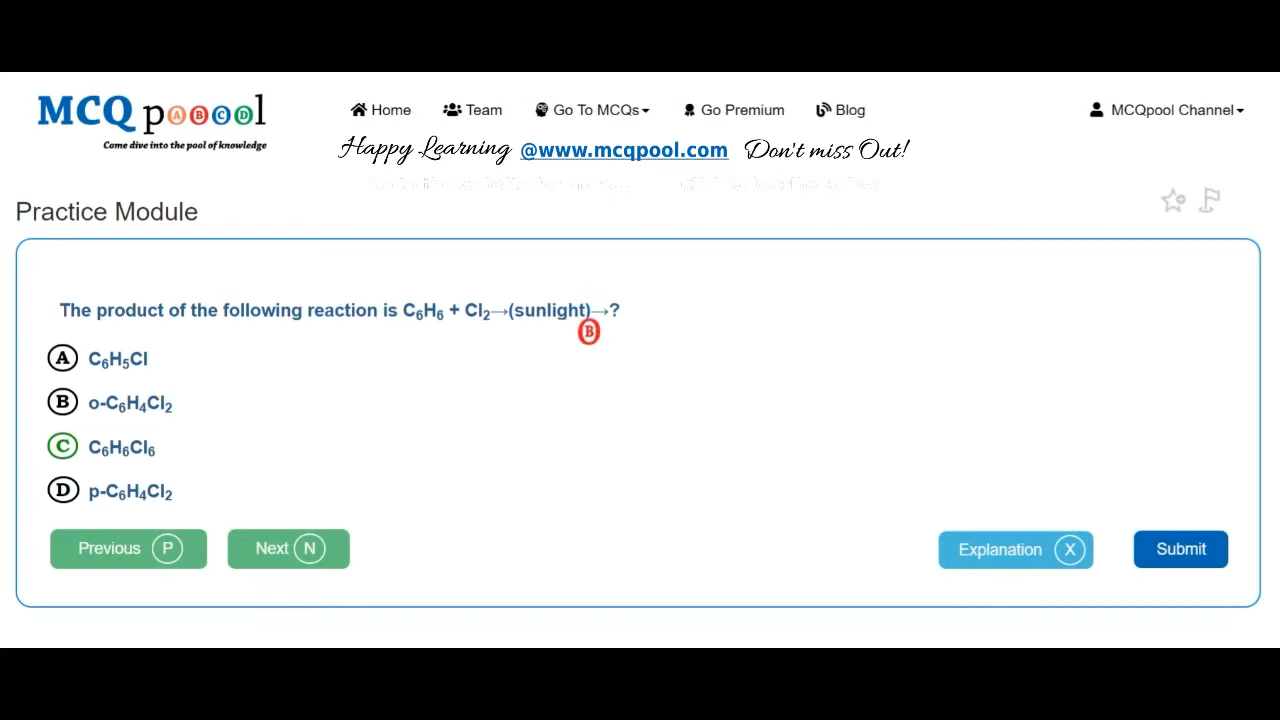 MCQ pABCDl
Come dive into the pool of knowledge
Home Team Go To MCQs Go Premium Blog MCQpool Channel
Happy Learning @www.mcqpool.com Don't miss Out!
Practice Module
The product of the following reaction is C₆H₆ + Cl₂→(sunlight)→?
B
A C₆H₅Cl
B o-C₆H₄Cl₂
C C₆H₆Cl₆
D p-C₆H₄Cl₂
Previous P Next N Explanation X Submit